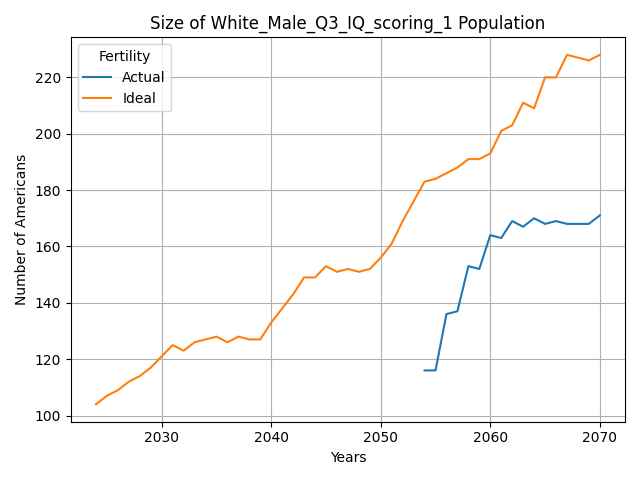 Size of White_Male_Q3_IQ_scoring_1 Population
Fertility
Actual
Ideal
Number of Americans
220
200
180
160
140
120
100
2030
2040
2050
2060
2070
Years